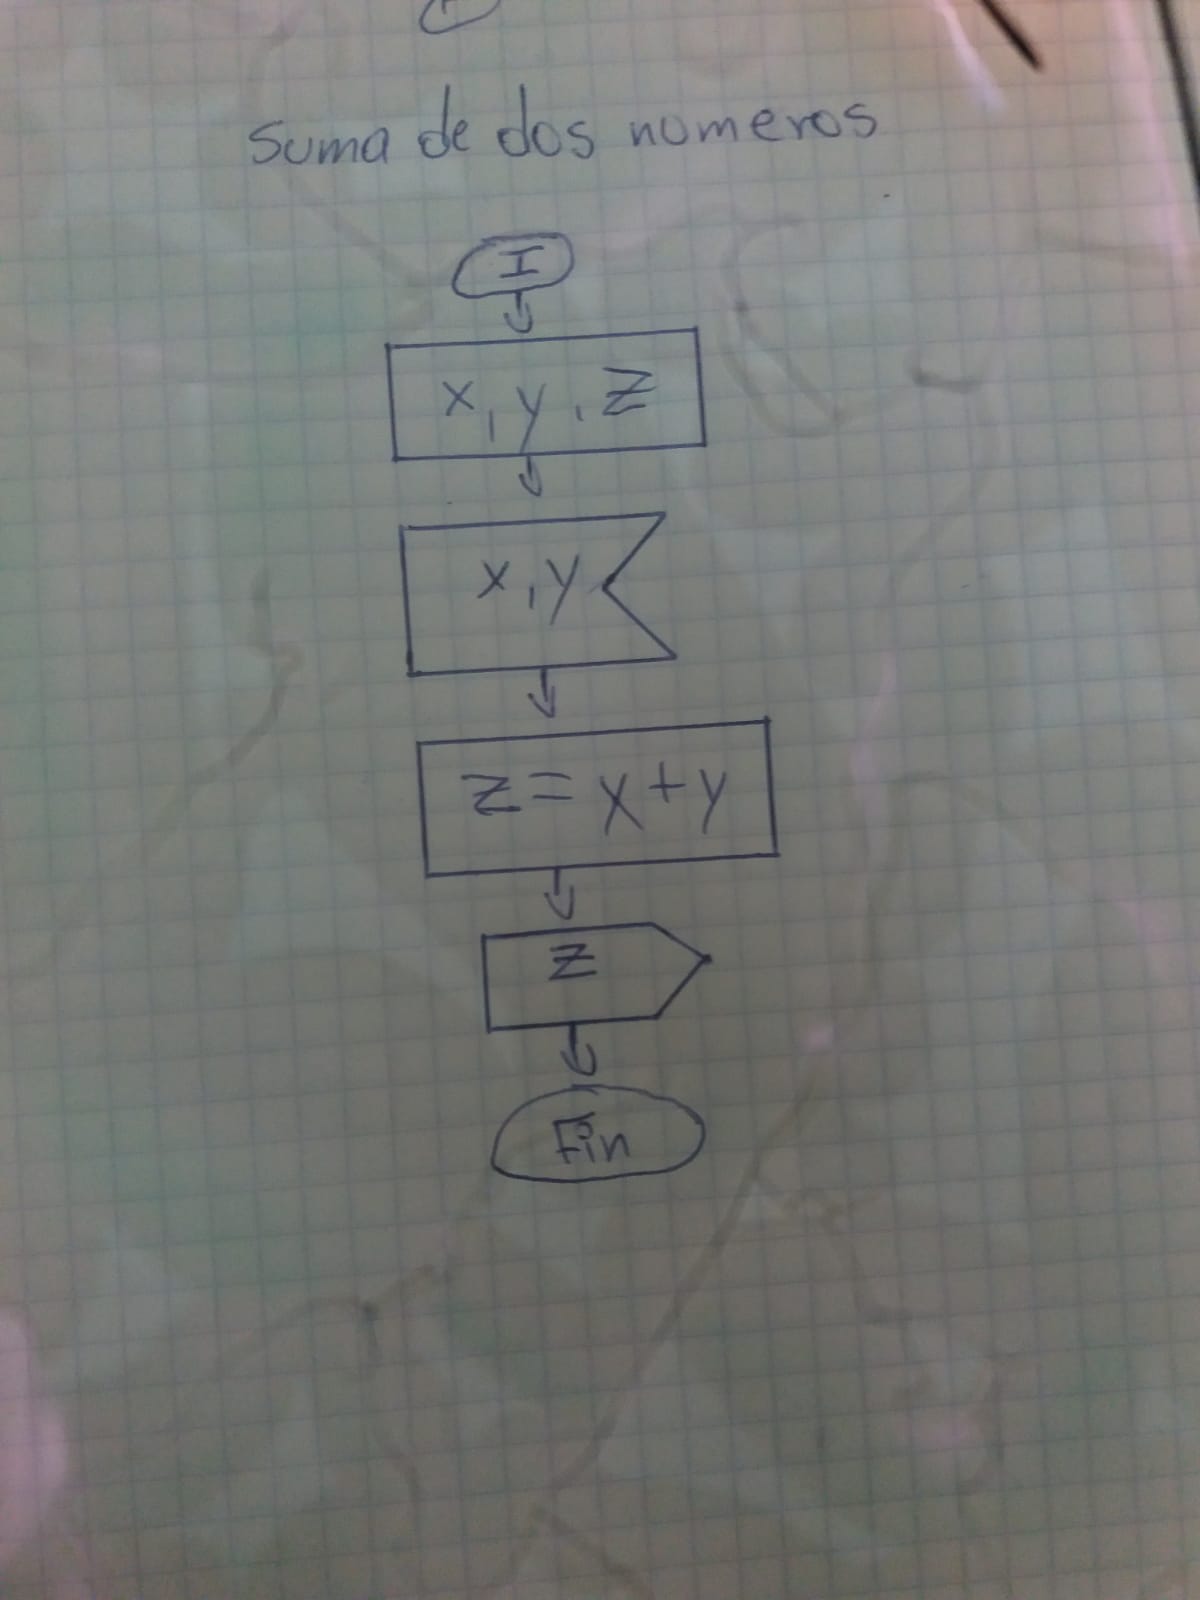 Suma de dos numeros
I
x, y, z
x, y
z = x + y
z
Fin